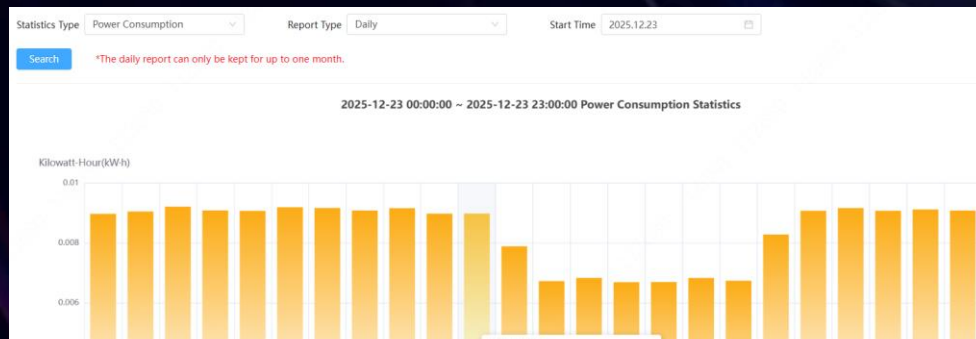 Statistics Type Power Consumption Report Type Daily Start Time 2025.12.23
Search *The daily report can only be kept for up to one month.
2025-12-23 00:00:00 ~ 2025-12-23 23:00:00 Power Consumption Statistics
Kilowatt-Hour(kW·h)
0.01
0.008
0.006